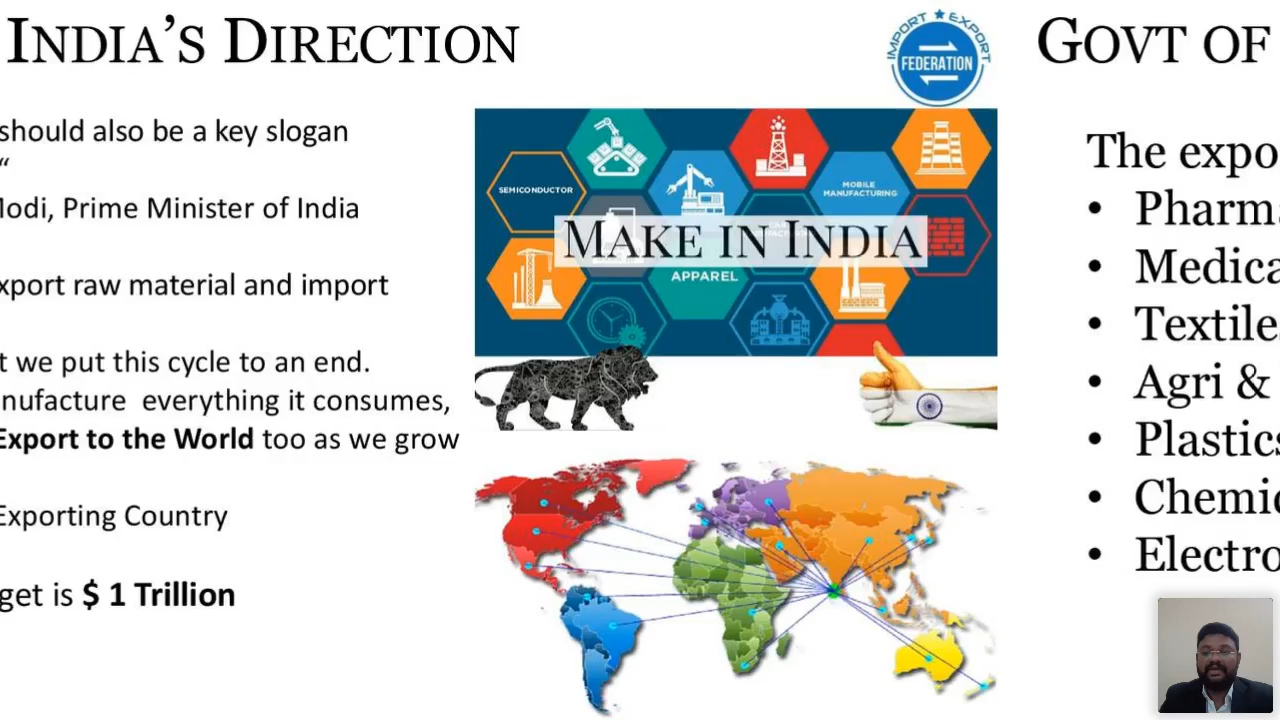 INDIA'S DIRECTION
should also be a key slogan
“
Modi, Prime Minister of India
export raw material and import
t we put this cycle to an end.
nufacture everything it consumes,
Export to the World too as we grow
Exporting Country
get is $ 1 Trillion
IMPORT ★ EXPORT
FEDERATION
SEMICONDUCTOR
MOBILE
MANUFACTURING
MAKE IN INDIA
APPAREL
GOVT OF
The expo
• Pharma
• Medica
• Textiles
• Agri &
• Plastics
• Chemic
• Electro